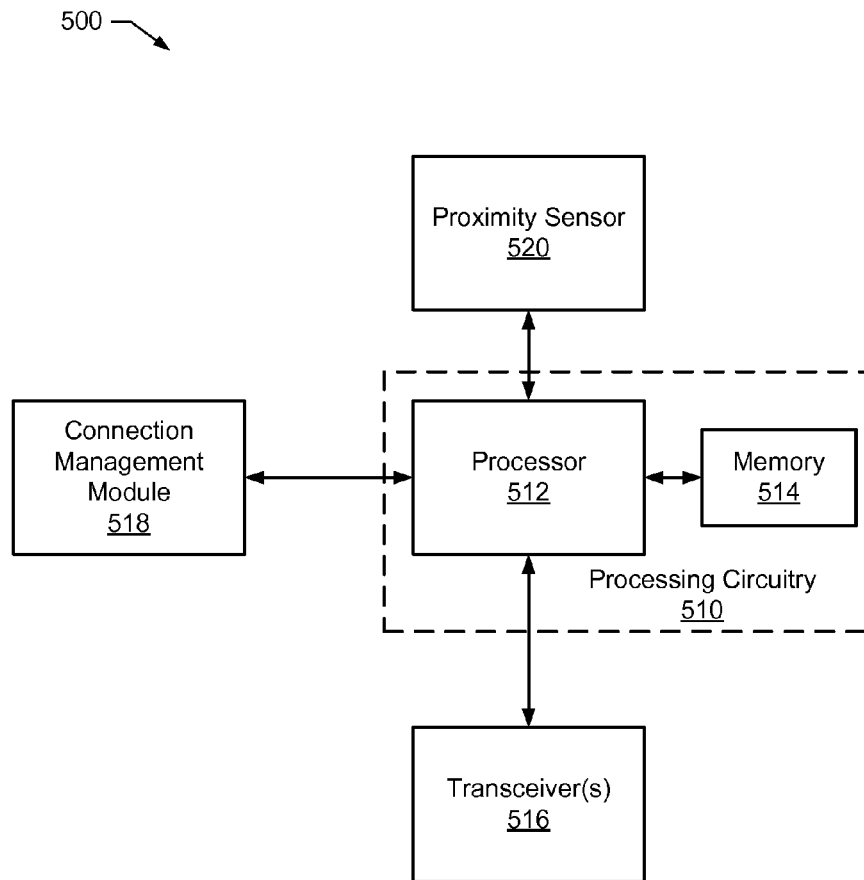 500
Proximity Sensor
520
Connection
Management
Module
518
Processor
512
Memory
514
Processing Circuitry
510
Transceiver(s)
516